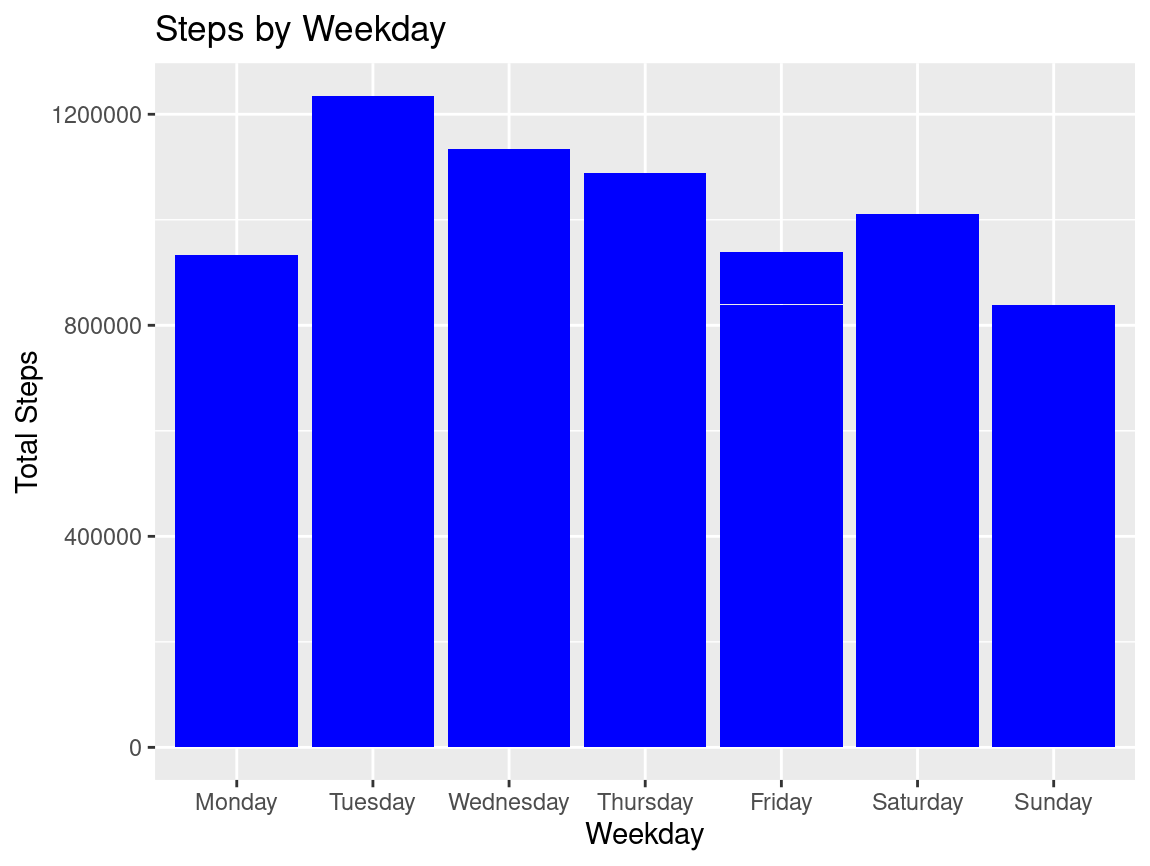 Steps by Weekday
1200000
800000
400000
0
Total Steps
Monday Tuesday Wednesday Thursday Friday Saturday Sunday
Weekday